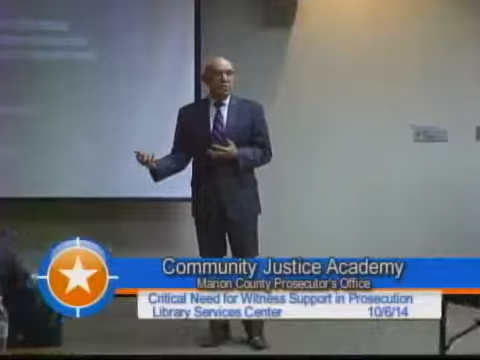 Community Justice Academy
Marion County Prosecutor's Office
Critical Need for Witness Support in Prosecution
Library Services Center 10/6/14